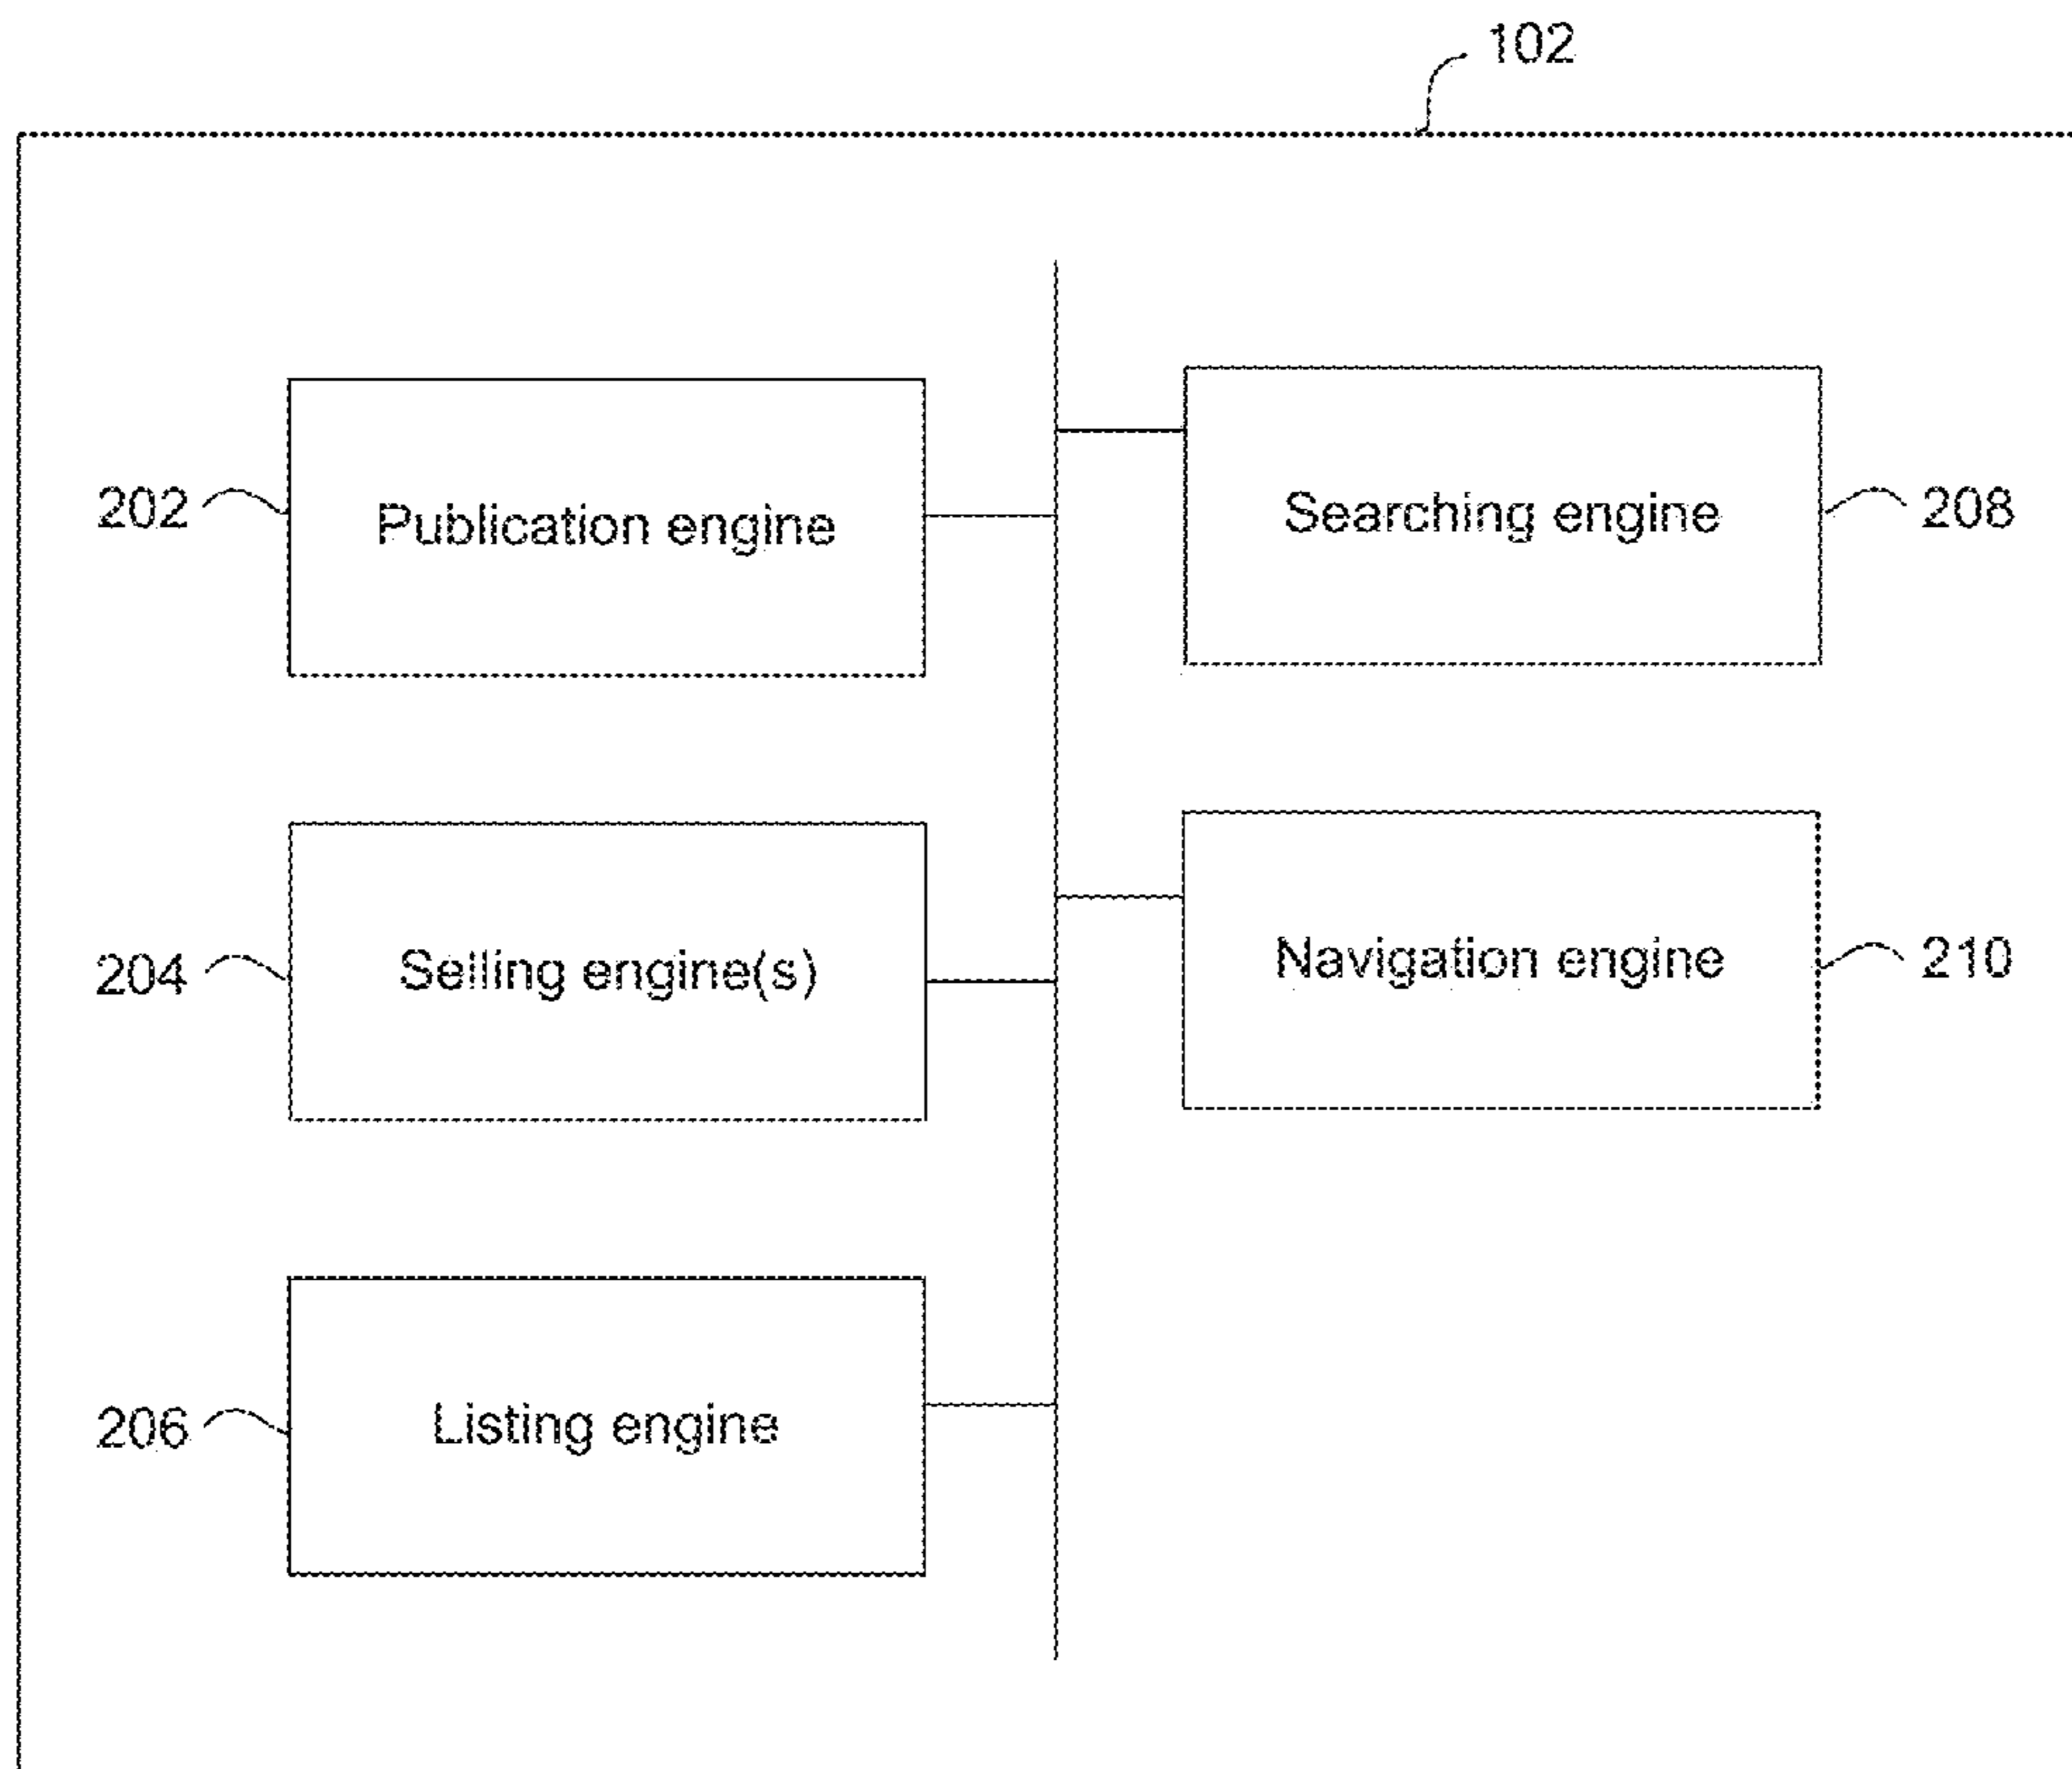 102
202
Publication engine
Searching engine
208
204
Selling engine(s)
Navigation engine
210
206
Listing engine